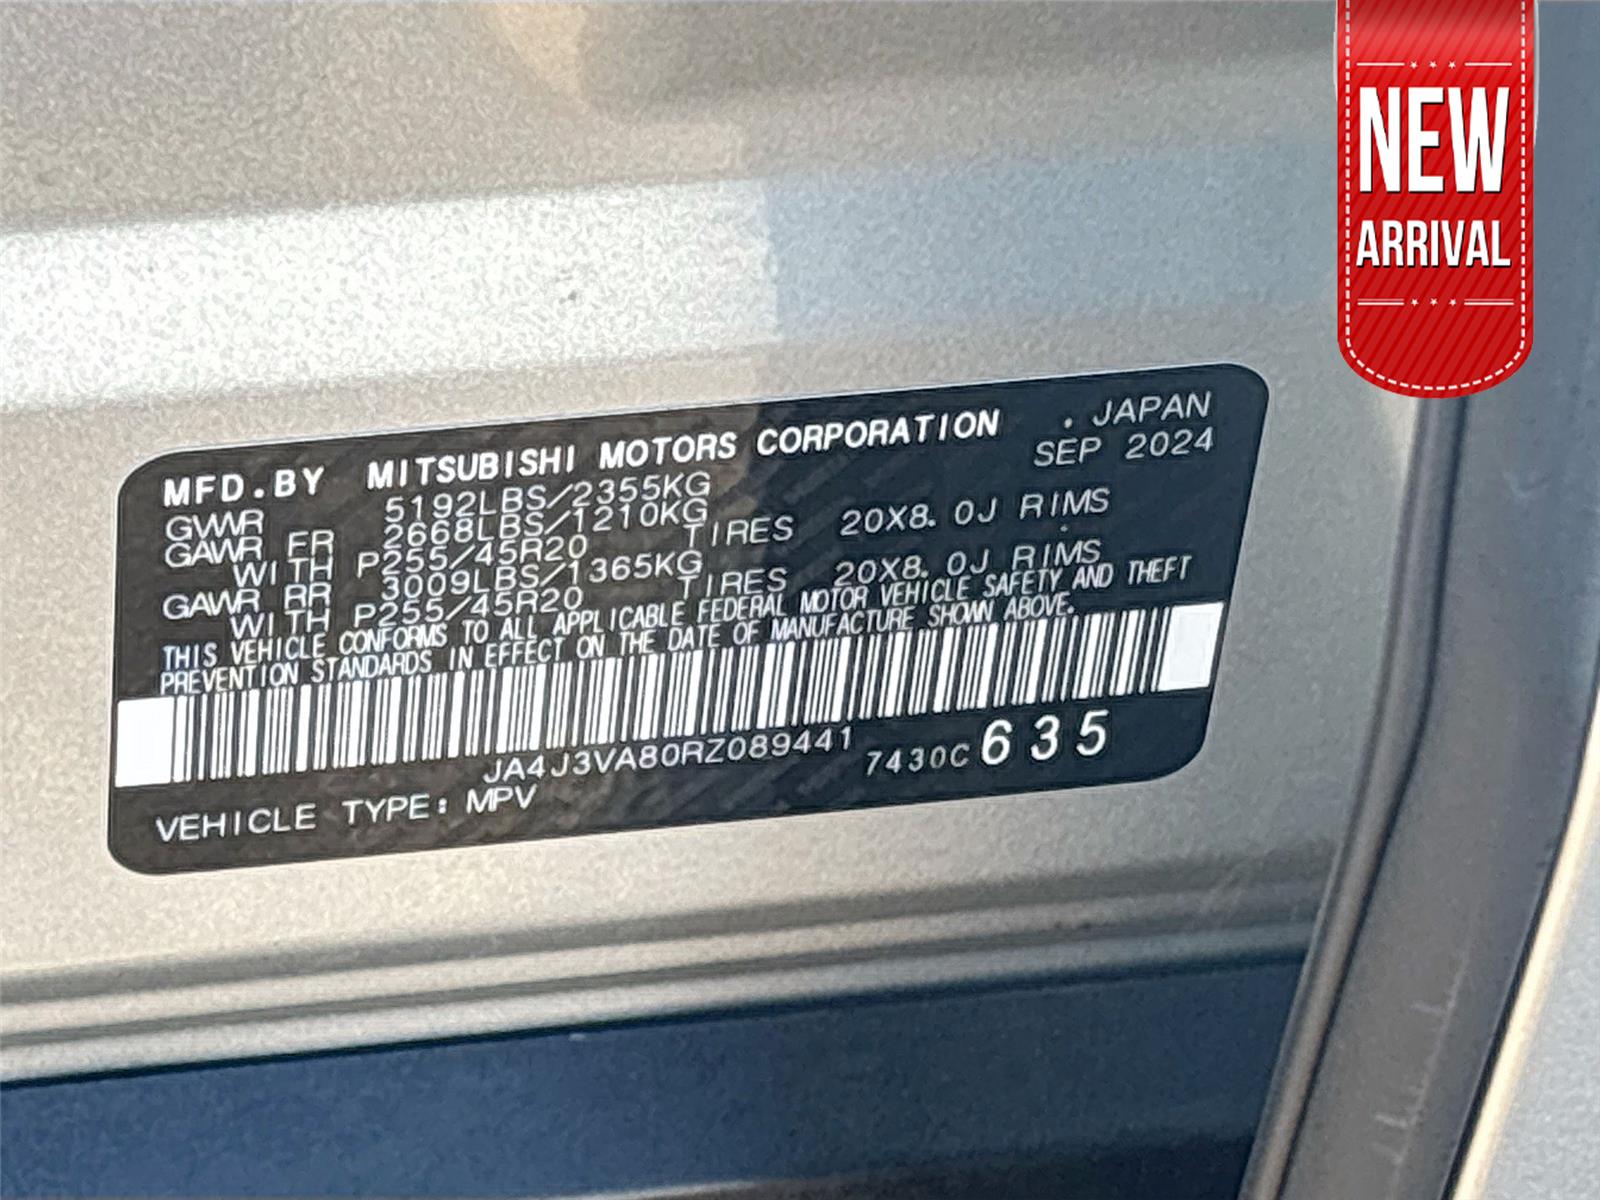 NEW
ARRIVAL
MFD.BY MITSUBISHI MOTORS CORPORATION . JAPAN
SEP 2024
GVWR 5192LBS/2355KG
GAWR FR 2668LBS/1210KG
WITH P255/45R20 TIRES 20X8.0J RIMS
GAWR RR 3009LBS/1365KG
WITH P255/45R20 TIRES 20X8.0J RIMS
THIS VEHICLE CONFORMS TO ALL APPLICABLE FEDERAL MOTOR VEHICLE SAFETY AND THEFT
PREVENTION STANDARDS IN EFFECT ON THE DATE OF MANUFACTURE SHOWN ABOVE.
JA4J3VA80RZ089441 7430C 635
VEHICLE TYPE: MPV